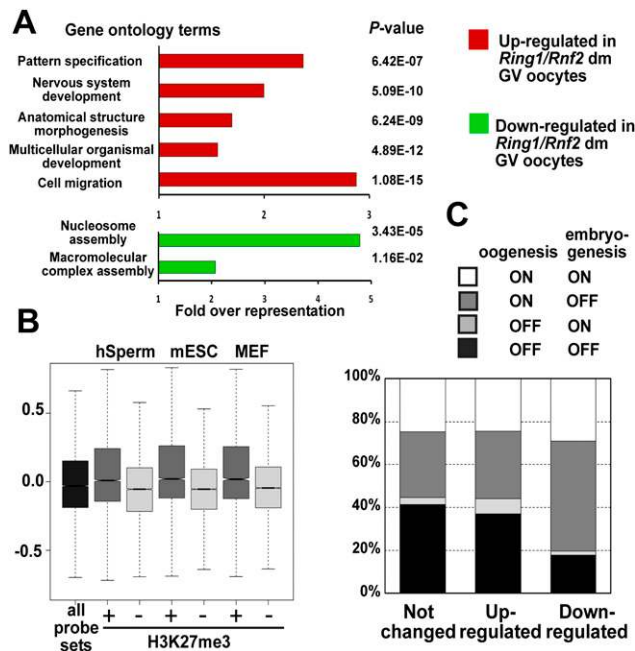 A
Gene ontology terms
P-value
Pattern specification
6.42E-07
Nervous system
development
5.09E-10
Anatomical structure
morphogenesis
6.24E-09
Multicellular organismal
development
4.89E-12
Cell migration
1.08E-15
1 2 3
Nucleosome
assembly
3.43E-05
Macromolecular
complex assembly
1.16E-02
1 2 3 4 5
Fold over representation
Up-regulated in
Ring1/Rnf2 dm
GV oocytes
Down-regulated in
Ring1/Rnf2 dm
GV oocytes
B
hSperm mESC MEF
0.5
0.0
-0.5
all
probe
sets
+ - + - + -
H3K27me3
C
oogenesis embryo-
genesis
ON ON
ON OFF
OFF ON
OFF OFF
100%
80%
60%
40%
20%
0%
Not
changed
Up-
regulated
Down-
regulated